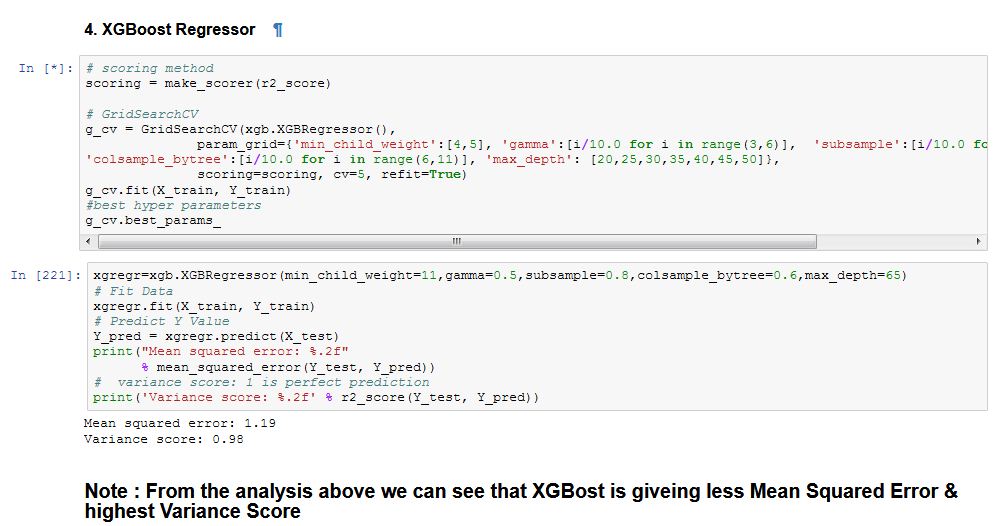 4. XGBoost Regressor ¶
In [*]: # scoring method
scoring = make_scorer(r2_score)
# GridSearchCV
g_cv = GridSearchCV(xgb.XGBRegressor(),
param_grid={'min_child_weight':[4,5], 'gamma':[i/10.0 for i in range(3,6)], 'subsample':[i/10.0 fo
'colsample_bytree':[i/10.0 for i in range(6,11)], 'max_depth': [20,25,30,35,40,45,50]},
scoring=scoring, cv=5, refit=True)
g_cv.fit(X_train, Y_train)
#best hyper parameters
g_cv.best_params_
In [221]: xgregr=xgb.XGBRegressor(min_child_weight=11,gamma=0.5,subsample=0.8,colsample_bytree=0.6,max_depth=65)
# Fit Data
xgregr.fit(X_train, Y_train)
# Predict Y Value
Y_pred = xgregr.predict(X_test)
print("Mean squared error: %.2f"
% mean_squared_error(Y_test, Y_pred))
# variance score: 1 is perfect prediction
print('Variance score: %.2f' % r2_score(Y_test, Y_pred))
Mean squared error: 1.19
Variance score: 0.98
Note : From the analysis above we can see that XGBost is giveing less Mean Squared Error &
highest Variance Score